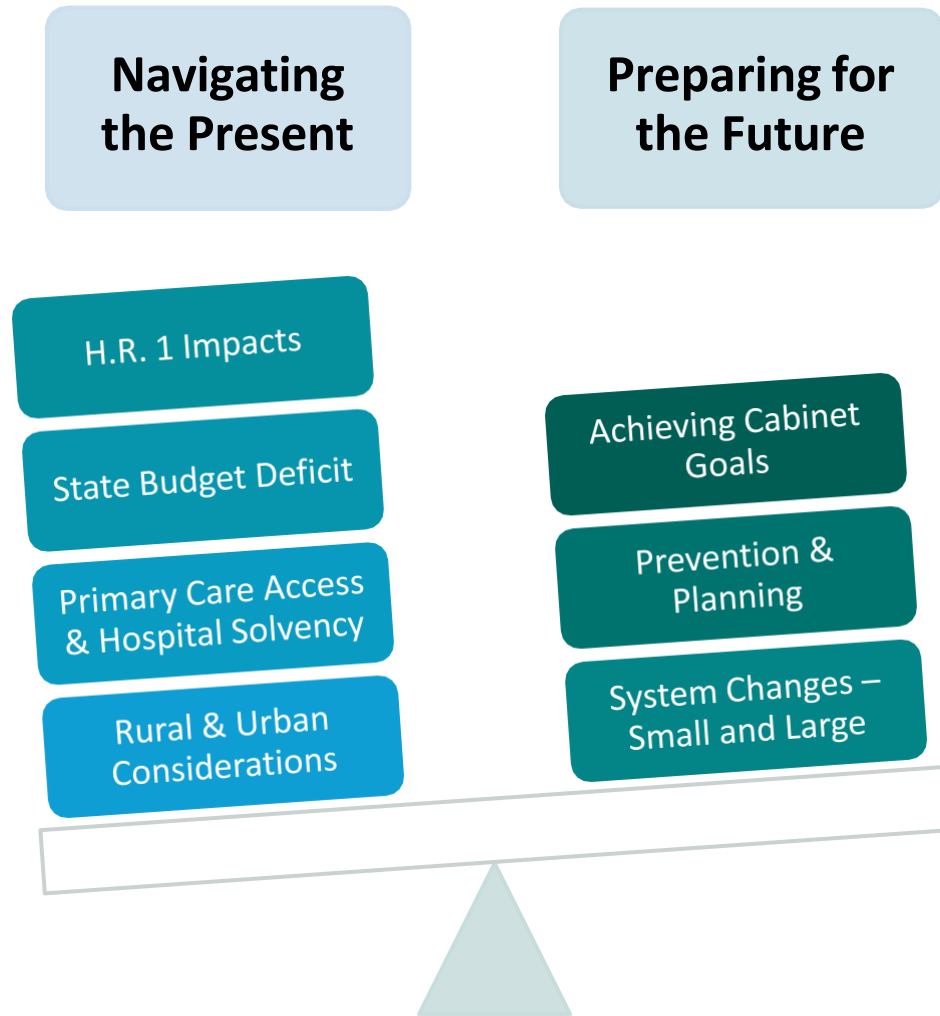 Navigating
the Present
Preparing for
the Future
H.R. 1 Impacts
State Budget Deficit
Primary Care Access
& Hospital Solvency
Rural & Urban
Considerations
Achieving Cabinet
Goals
Prevention &
Planning
System Changes –
Small and Large